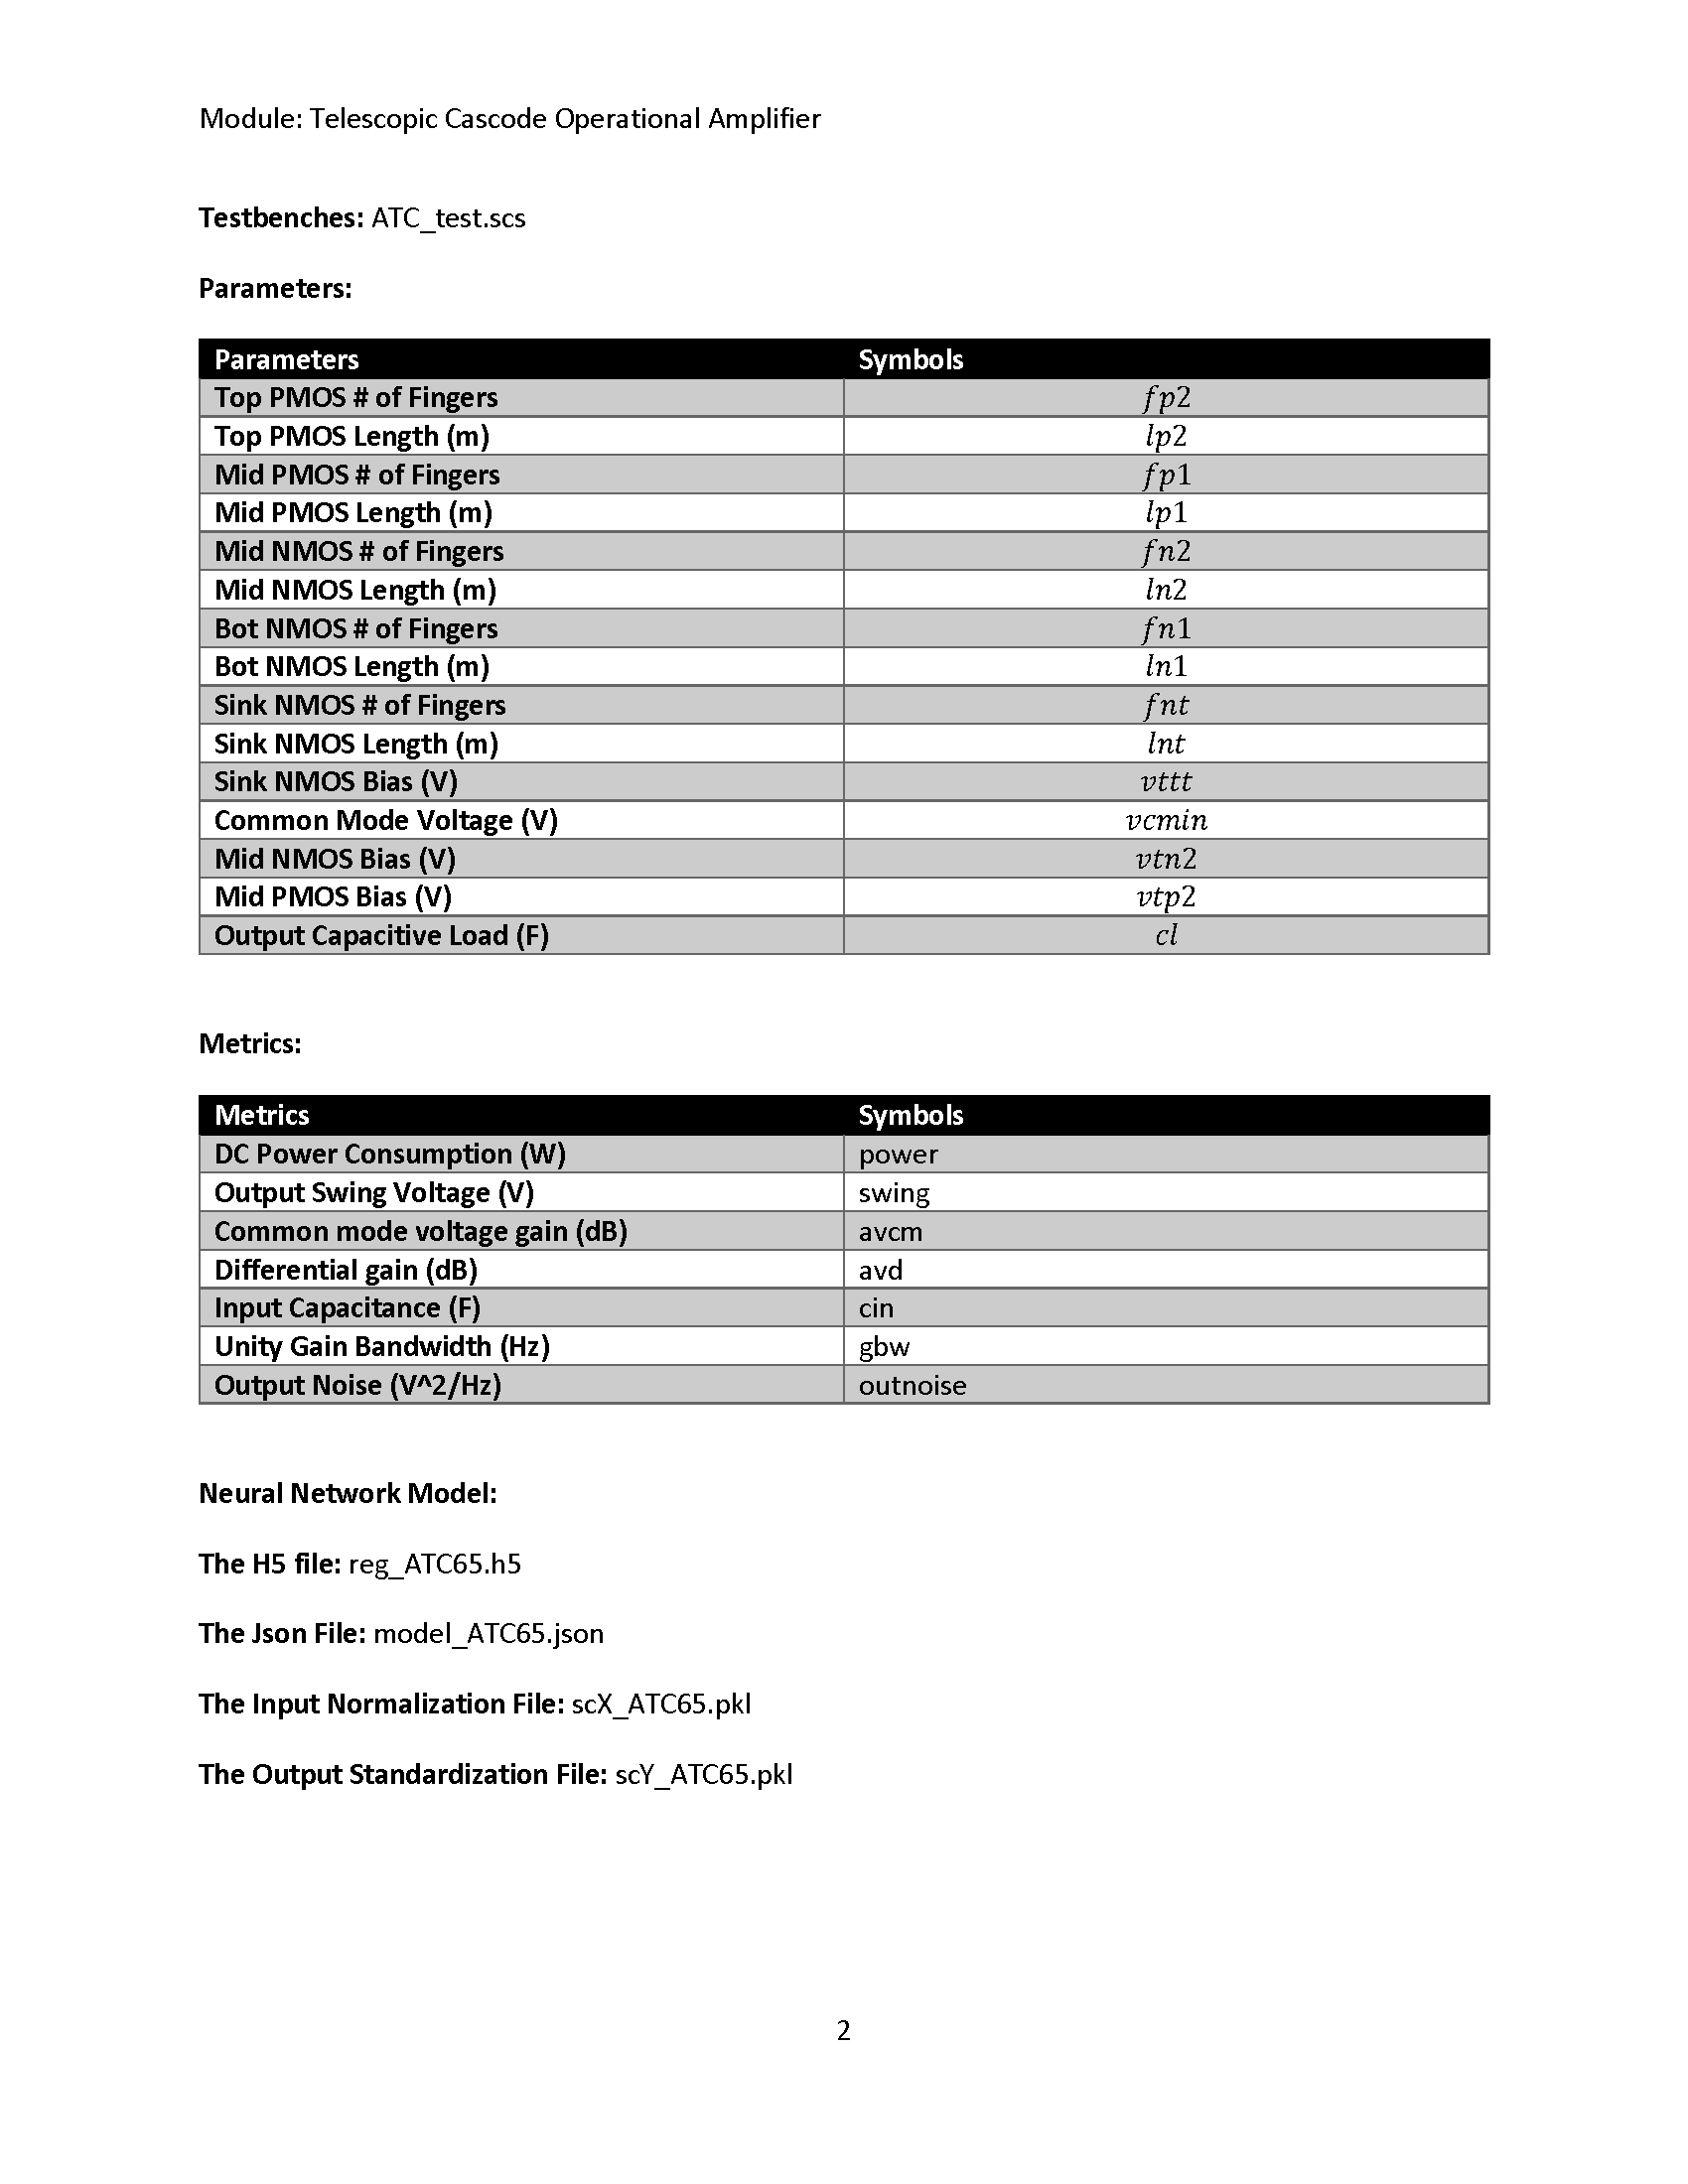 Module: Telescopic Cascode Operational Amplifier
Testbenches: ATC_test.scs
Parameters:
Parameters Symbols
Top PMOS # of Fingers fp2
Top PMOS Length (m) lp2
Mid PMOS # of Fingers fp1
Mid PMOS Length (m) lp1
Mid NMOS # of Fingers fn2
Mid NMOS Length (m) ln2
Bot NMOS # of Fingers fn1
Bot NMOS Length (m) ln1
Sink NMOS # of Fingers fnt
Sink NMOS Length (m) lnt
Sink NMOS Bias (V) vttt
Common Mode Voltage (V) vcmin
Mid NMOS Bias (V) vtn2
Mid PMOS Bias (V) vtp2
Output Capacitive Load (F) cl
Metrics:
Metrics Symbols
DC Power Consumption (W) power
Output Swing Voltage (V) swing
Common mode voltage gain (dB) avcm
Differential gain (dB) avd
Input Capacitance (F) cin
Unity Gain Bandwidth (Hz) gbw
Output Noise (V^2/Hz) outnoise
Neural Network Model:
The H5 file: reg_ATC65.h5
The Json File: model_ATC65.json
The Input Normalization File: scX_ATC65.pkl
The Output Standardization File: scY_ATC65.pkl
2